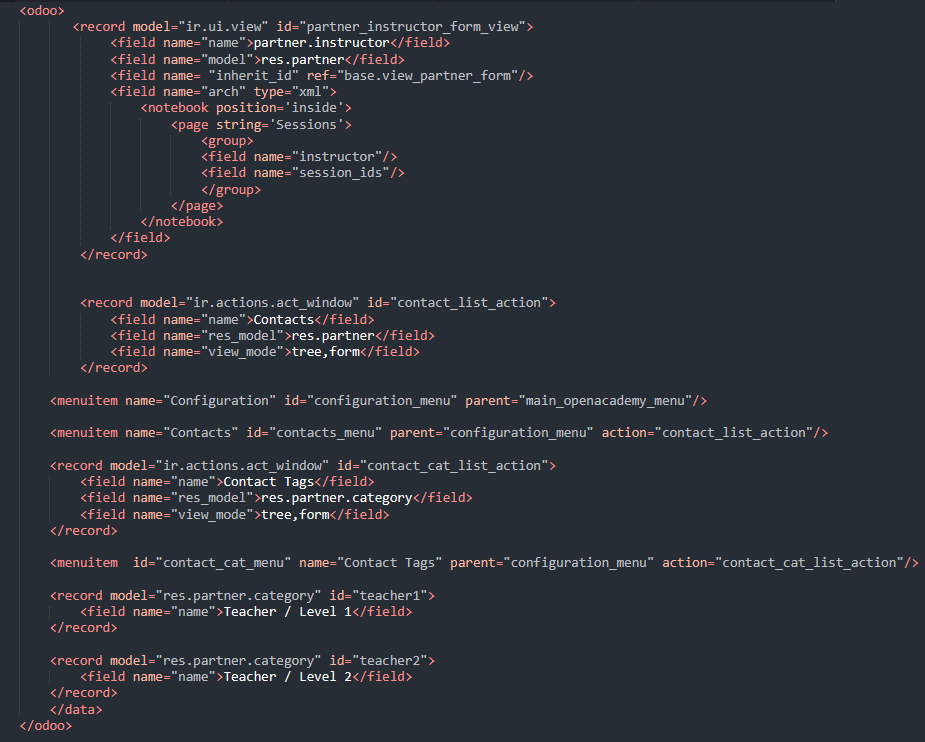 <odoo>
<record model="ir.ui.view" id="partner_instructor_form_view">
<field name="name">partner.instructor</field>
<field name="model">res.partner</field>
<field name= "inherit_id" ref="base.view_partner_form"/>
<field name="arch" type="xml">
<notebook position='inside'>
<page string='Sessions'>
<group>
<field name="instructor"/>
<field name="session_ids"/>
</group>
</page>
</notebook>
</field>
</record>
<record model="ir.actions.act_window" id="contact_list_action">
<field name="name">Contacts</field>
<field name="res_model">res.partner</field>
<field name="view_mode">tree,form</field>
</record>
<menuitem name="Configuration" id="configuration_menu" parent="main_openacademy_menu"/>
<menuitem name="Contacts" id="contacts_menu" parent="configuration_menu" action="contact_list_action"/>
<record model="ir.actions.act_window" id="contact_cat_list_action">
<field name="name">Contact Tags</field>
<field name="res_model">res.partner.category</field>
<field name="view_mode">tree,form</field>
</record>
<menuitem  id="contact_cat_menu" name="Contact Tags" parent="configuration_menu" action="contact_cat_list_action"/>
<record model="res.partner.category" id="teacher1">
<field name="name">Teacher / Level 1</field>
</record>
<record model="res.partner.category" id="teacher2">
<field name="name">Teacher / Level 2</field>
</record>
</data>
</odoo>